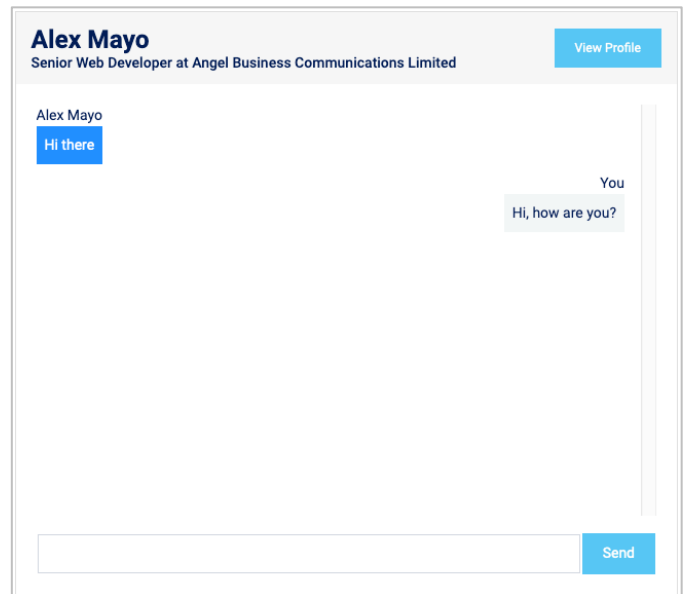 Alex Mayo
View Profile
Senior Web Developer at Angel Business Communications Limited
Alex Mayo
Hi there
You
Hi, how are you?
Send